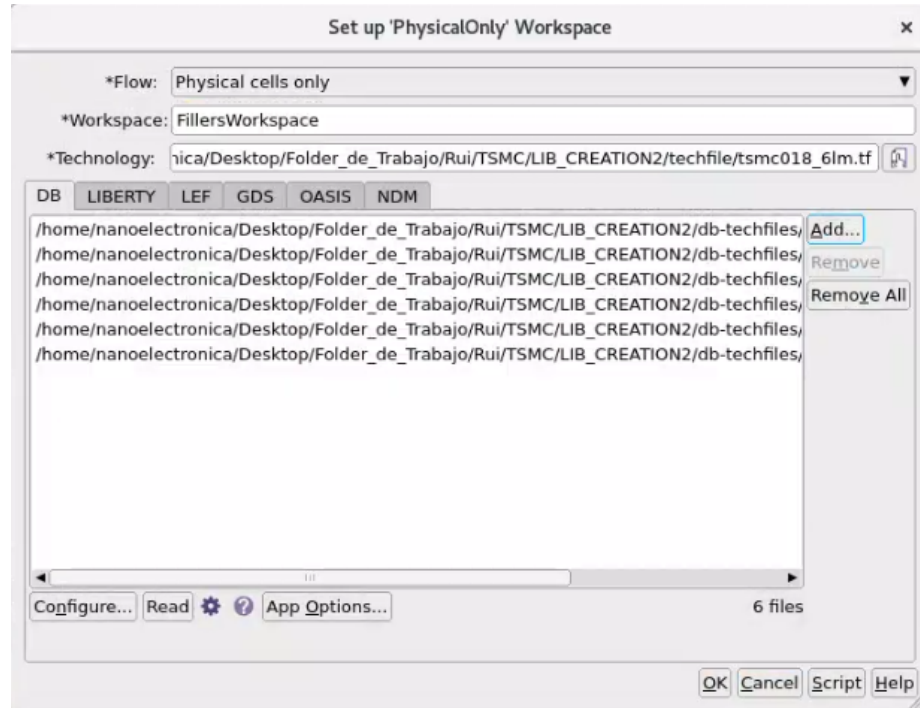 Set up 'PhysicalOnly' Workspace
*Flow: Physical cells only
*Workspace: FillersWorkspace
*Technology: nica/Desktop/Folder_de_Trabajo/Rui/TSMC/LIB_CREATION2/techfile/tsmc018_6lm.tf
DB LIBERTY LEF GDS OASIS NDM
/home/nanoelectronica/Desktop/Folder_de_Trabajo/Rui/TSMC/LIB_CREATION2/db-techfiles/ Add...
/home/nanoelectronica/Desktop/Folder_de_Trabajo/Rui/TSMC/LIB_CREATION2/db-techfiles/ Remove
/home/nanoelectronica/Desktop/Folder_de_Trabajo/Rui/TSMC/LIB_CREATION2/db-techfiles/ Remove All
/home/nanoelectronica/Desktop/Folder_de_Trabajo/Rui/TSMC/LIB_CREATION2/db-techfiles/
/home/nanoelectronica/Desktop/Folder_de_Trabajo/Rui/TSMC/LIB_CREATION2/db-techfiles/
/home/nanoelectronica/Desktop/Folder_de_Trabajo/Rui/TSMC/LIB_CREATION2/db-techfiles/
Configure... Read ? App Options... 6 files
OK Cancel Script Help